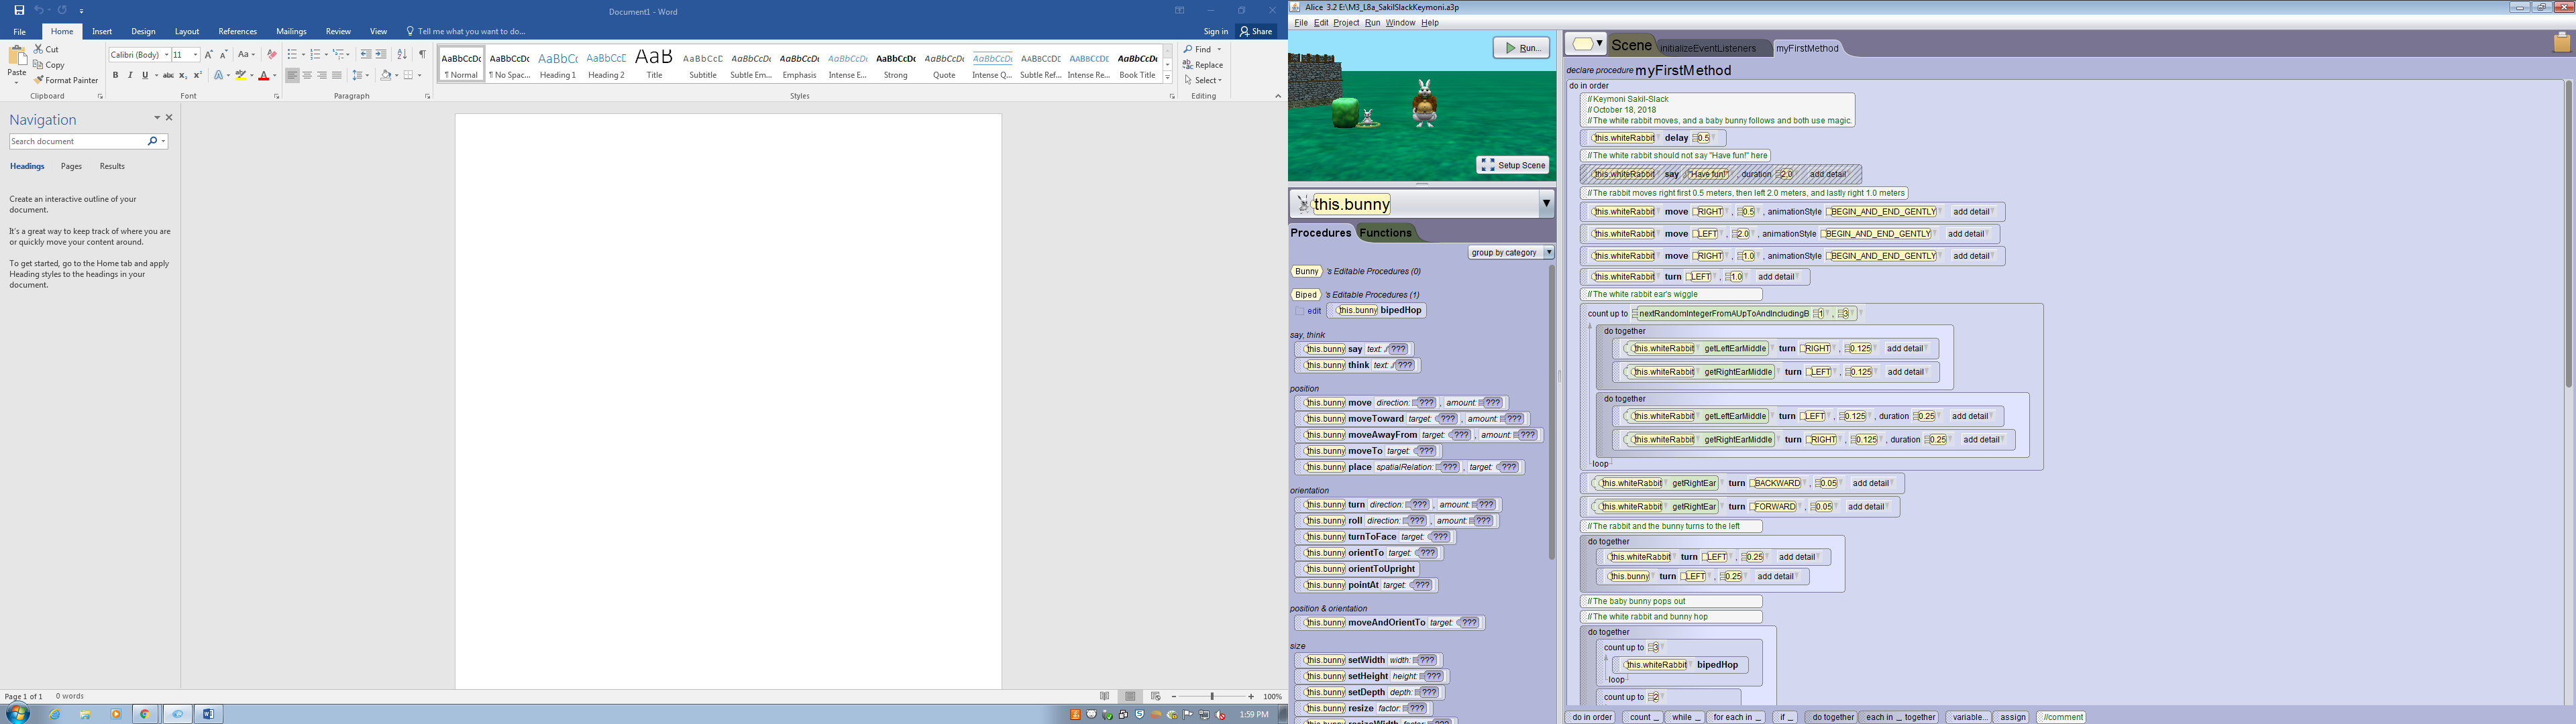 Document1 - Word
Sign in
Share
File
Home
Insert
Design
Layout
References
Mailings
Review
View
Tell me what you want to do...
Paste
Cut
Copy
Format Painter
Clipboard
Calibri (Body)
11
Font
Paragraph
AaBbCcDc AaBbCcDc AaBbCc AaBbCcE AaB AaBbCcD AaBbCcDc AaBbCcDc AaBbCcDc AaBbCcDc AaBbCcDc AaBbCcDc AABBCCDE AABBCCDE AaBbCcDc
¶ Normal
¶ No Spac...
Heading 1
Heading 2
Title
Subtitle
Subtle Em...
Emphasis
Intense E...
Strong
Quote
Intense Q...
Subtle Ref...
Intense Re...
Book Title
Styles
Find
Replace
Select
Editing
Navigation
Search document
Headings
Pages
Results
Create an interactive outline of your
document.
It's a great way to keep track of where you are
or quickly move your content around.
To get started, go to the Home tab and apply
Heading styles to the headings in your
document.
Page 1 of 1
0 words
100%
1:59 PM
Alice 3.2 E:\M3_L8a_SakilSlackKeymoni.a3p
File Edit Project Run Window Help
Run...
Setup Scene
this.bunny
Procedures
Functions
group by category
Bunny 's Editable Procedures (0)
Biped 's Editable Procedures (1)
edit this.bunny bipedHop
say, think
this.bunny say text: ???
this.bunny think text: ???
position
this.bunny move direction: ??? , amount: ???
this.bunny moveToward target: ??? , amount: ???
this.bunny moveAwayFrom target: ??? , amount: ???
this.bunny moveTo target: ???
this.bunny place spatialRelation: ??? , target: ???
orientation
this.bunny turn direction: ??? , amount: ???
this.bunny roll direction: ??? , amount: ???
this.bunny turnToFace target: ???
this.bunny orientTo target: ???
this.bunny orientToUpright
this.bunny pointAt target: ???
position & orientation
this.bunny moveAndOrientTo target: ???
size
this.bunny setWidth width: ???
this.bunny setHeight height: ???
this.bunny setDepth depth: ???
this.bunny resize factor: ???
this.bunny resizeWidth factor: ???
Scene
initializeEventListeners
myFirstMethod
declare procedure myFirstMethod
do in order
//Keymoni Sakil-Slack
//October 18, 2018
//The white rabbit moves, and a baby bunny follows and both use magic.
this.whiteRabbit delay 0.5
//The white rabbit should not say "Have fun!" here
this.whiteRabbit say "Have fun!" , duration 2.0 add detail
//The rabbit moves right first 0.5 meters, then left 2.0 meters, and lastly right 1.0 meters
this.whiteRabbit move RIGHT , 0.5 , animationStyle BEGIN_AND_END_GENTLY add detail
this.whiteRabbit move LEFT , 2.0 , animationStyle BEGIN_AND_END_GENTLY add detail
this.whiteRabbit move RIGHT , 1.0 , animationStyle BEGIN_AND_END_GENTLY add detail
this.whiteRabbit turn LEFT , 1.0 add detail
//The white rabbit ear's wiggle
count up to nextRandomIntegerFromAUpToAndIncludingB 1 , 3
do together
this.whiteRabbit getLeftEarMiddle turn RIGHT , 0.125 add detail
this.whiteRabbit getRightEarMiddle turn LEFT , 0.125 add detail
do together
this.whiteRabbit getLeftEarMiddle turn LEFT , 0.125 , duration 0.25 add detail
this.whiteRabbit getRightEarMiddle turn RIGHT , 0.125 , duration 0.25 add detail
loop
this.whiteRabbit getRightEar turn BACKWARD , 0.05 add detail
this.whiteRabbit getRightEar turn FORWARD , 0.05 add detail
//The rabbit and the bunny turns to the left
do together
this.whiteRabbit turn LEFT , 0.25 add detail
this.bunny turn LEFT , 0.25 add detail
//The baby bunny pops out
//The white rabbit and bunny hop
do together
count up to 3
this.whiteRabbit bipedHop
loop
count up to 2
do in order
count _
while _
for each in _
if _
do together
each in _ together
variable...
assign
//comment